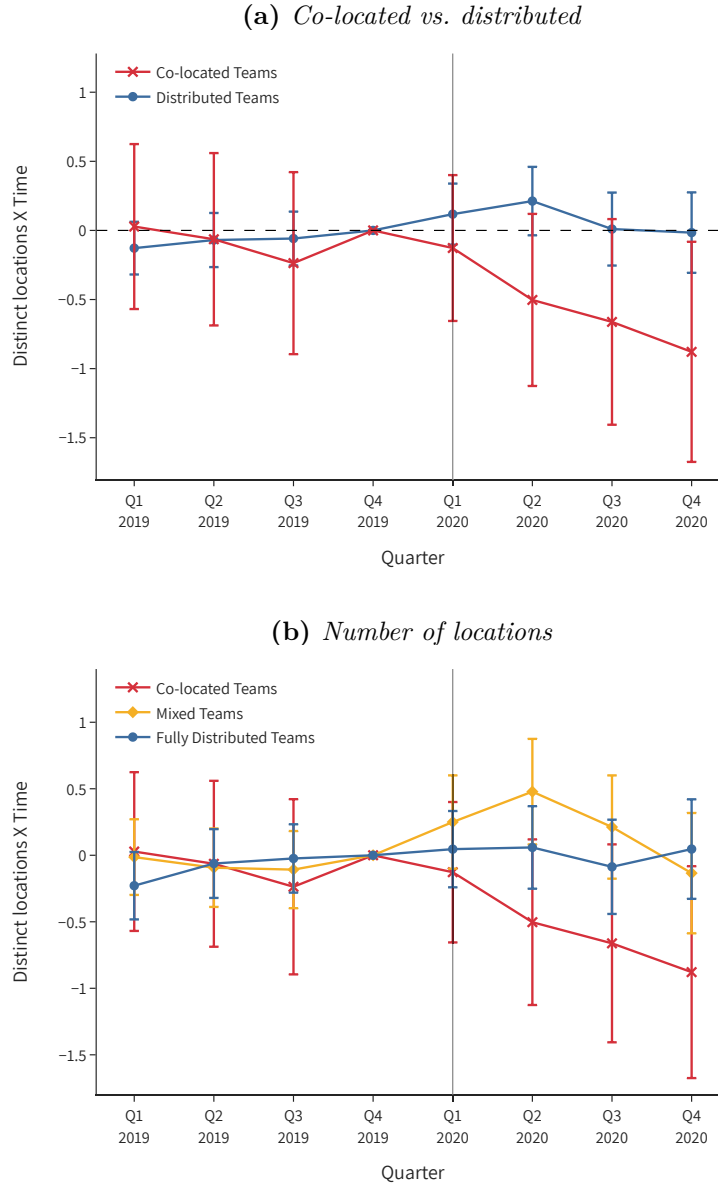 (a) Co-located vs. distributed
Co-located Teams
Distributed Teams
Distinct locations X Time
1
0.5
0
−0.5
−1
−1.5
Q1 Q2 Q3 Q4 Q1 Q2 Q3 Q4
2019 2019 2019 2019 2020 2020 2020 2020
Quarter
(b) Number of locations
Co-located Teams
Mixed Teams
Fully Distributed Teams
Distinct locations X Time
1
0.5
0
−0.5
−1
−1.5
Q1 Q2 Q3 Q4 Q1 Q2 Q3 Q4
2019 2019 2019 2019 2020 2020 2020 2020
Quarter